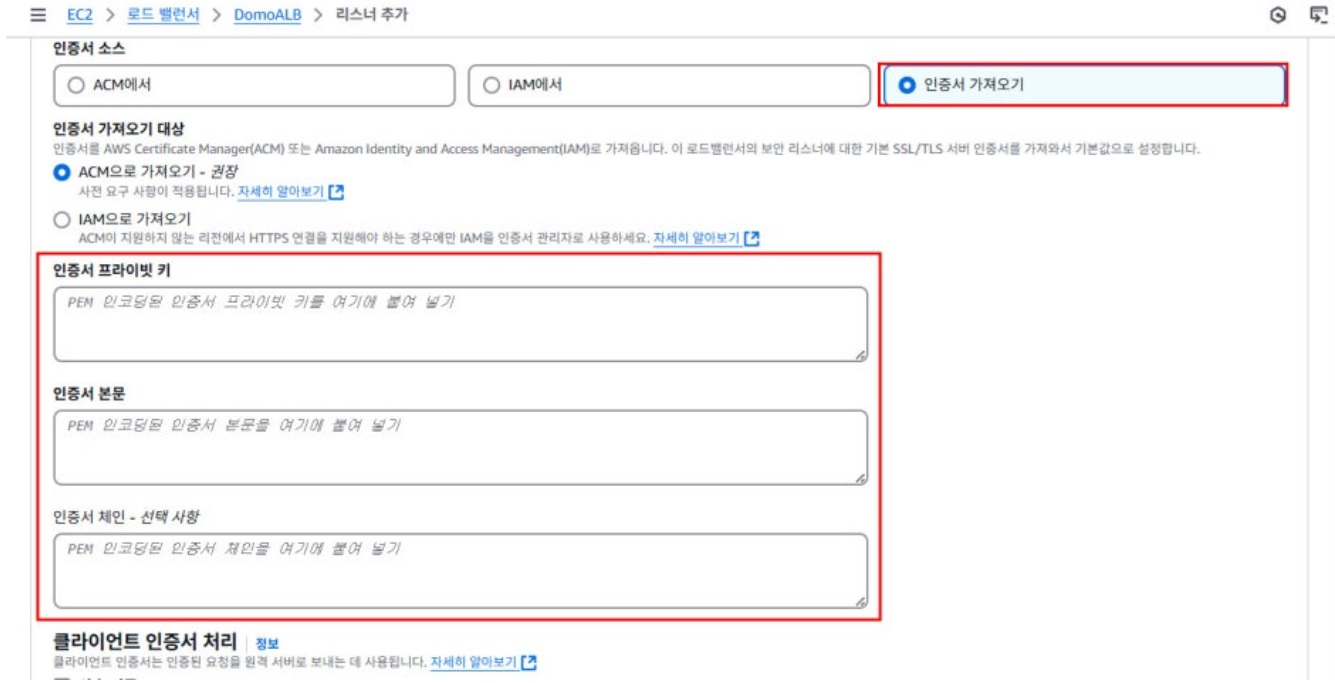 EC2 > 로드 밸런서 > DomoALB > 리스너 추가
인증서 소스
ACM에서
IAM에서
인증서 가져오기
인증서 가져오기 대상
인증서를 AWS Certificate Manager(ACM) 또는 Amazon Identity and Access Management(IAM)로 가져옵니다. 이 로드밸런서의 보안 리스너에 대한 기본 SSL/TLS 서버 인증서를 가져와서 기본값으로 설정합니다.
ACM으로 가져오기 - 권장
사전 요구 사항이 적용됩니다. 자세히 알아보기
IAM으로 가져오기
ACM이 지원하지 않는 리전에서 HTTPS 연결을 지원해야 하는 경우에만 IAM을 인증서 관리자로 사용하세요. 자세히 알아보기
인증서 프라이빗 키
PEM 인코딩된 인증서 프라이빗 키를 여기에 붙여 넣기
인증서 본문
PEM 인코딩된 인증서 본문을 여기에 붙여 넣기
인증서 체인 - 선택 사항
PEM 인코딩된 인증서 체인을 여기에 붙여 넣기
클라이언트 인증서 처리 | 정보
클라이언트 인증서는 인증된 요청을 원격 서버로 보내는 데 사용됩니다. 자세히 알아보기